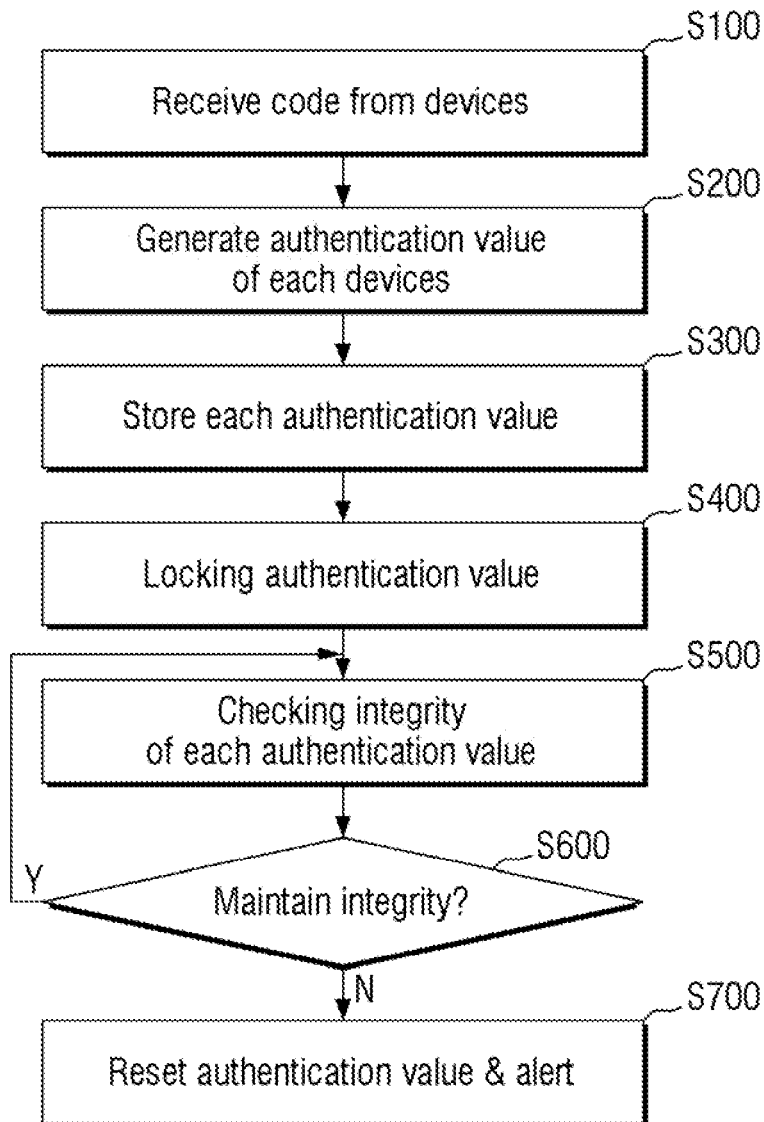 S100
Receive code from devices
S200
Generate authentication value
of each devices
S300
Store each authentication value
S400
Locking authentication value
S500
Checking integrity
of each authentication value
S600
Y
Maintain integrity?
N
S700
Reset authentication value & alert